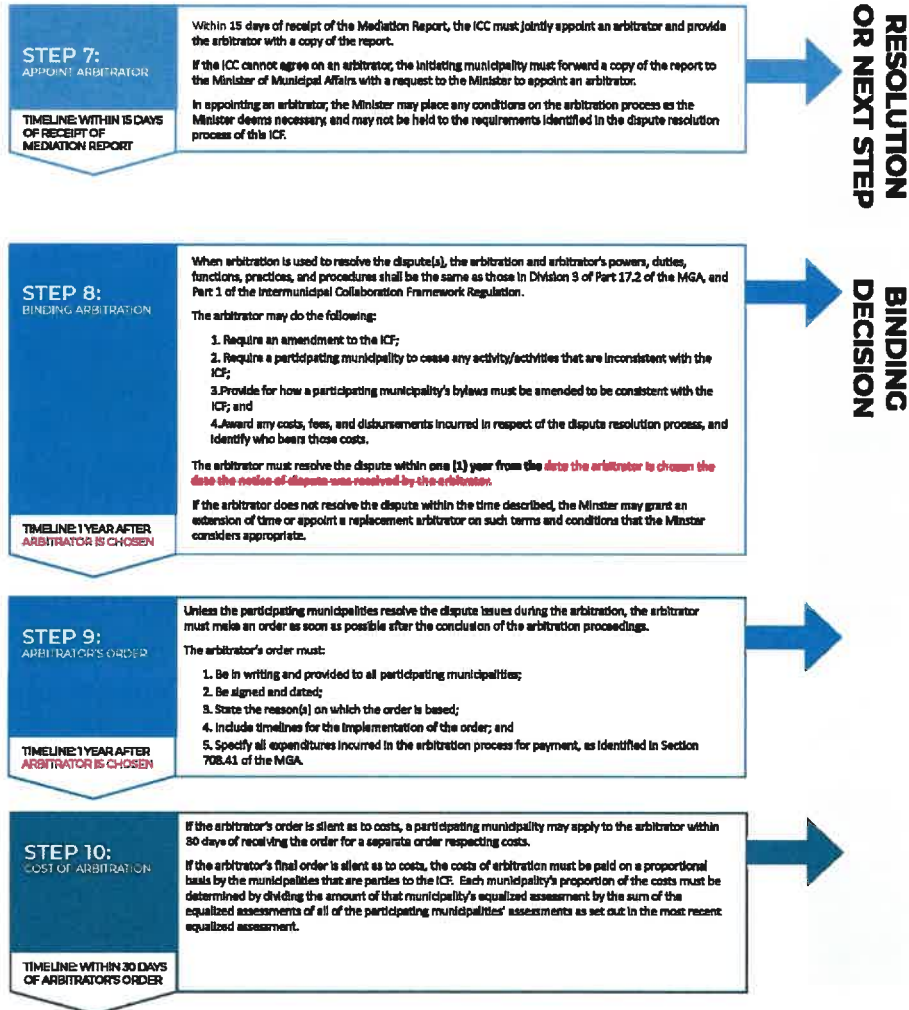 STEP 7:
APPOINT ARBITRATOR
TIMELINE: WITHIN 15 DAYS
OF RECEIPT OF
MEDIATION REPORT
Within 15 days of receipt of the Mediation Report, the ICC must jointly appoint an arbitrator and provide
the arbitrator with a copy of the report.
If the ICC cannot agree on an arbitrator, the initiating municipality must forward a copy of the report to
the Minister of Municipal Affairs with a request to the Minister to appoint an arbitrator.
In appointing an arbitrator, the Minister may place any conditions on the arbitration process as the
Minister deems necessary, and may not be held to the requirements identified in the dispute resolution
process of this ICF.
RESOLUTION
OR NEXT STEP
STEP 8:
BINDING ARBITRATION
TIMELINE: 1 YEAR AFTER
ARBITRATOR IS CHOSEN
When arbitration is used to resolve the dispute(s), the arbitration and arbitrator's powers, duties,
functions, practices, and procedures shall be the same as those in Division 3 of Part 17.2 of the MGA, and
Part 1 of the Intermunicipal Collaboration Framework Regulation.
The arbitrator may do the following:
1. Require an amendment to the ICF;
2. Require a participating municipality to cease any activity/activities that are inconsistent with the
ICF;
3.Provide for how a participating municipality's bylaws must be amended to be consistent with the
ICF; and
4.Award any costs, fees, and disbursements incurred in respect of the dispute resolution process, and
identify who bears those costs.
The arbitrator must resolve the dispute within one (1) year from the date the arbitrator is chosen the
date the notice of dispute was received by the arbitrator.
If the arbitrator does not resolve the dispute within the time described, the Minster may grant an
extension of time or appoint a replacement arbitrator on such terms and conditions that the Minster
considers appropriate.
BINDING
DECISION
STEP 9:
ARBITRATOR'S ORDER
TIMELINE: 1 YEAR AFTER
ARBITRATOR IS CHOSEN
Unless the participating municipalities resolve the dispute issues during the arbitration, the arbitrator
must make an order as soon as possible after the conclusion of the arbitration proceedings.
The arbitrator's order must:
1. Be in writing and provided to all participating municipalities;
2. Be signed and dated;
3. State the reason(s) on which the order is based;
4. Include timelines for the implementation of the order; and
5. Specify all expenditures incurred in the arbitration process for payment, as identified in Section
708.41 of the MGA.
STEP 10:
COST OF ARBITRATION
TIMELINE: WITHIN 30 DAYS
OF ARBITRATOR'S ORDER
If the arbitrator's order is silent as to costs, a participating municipality may apply to the arbitrator within
30 days of receiving the order for a separate order respecting costs.
If the arbitrator's final order is silent as to costs, the costs of arbitration must be paid on a proportional
basis by the municipalities that are parties to the ICF. Each municipality's proportion of the costs must be
determined by dividing the amount of that municipality's equalized assessment by the sum of the
equalized assessments of all of the participating municipalities' assessments as set out in the most recent
equalized assessment.